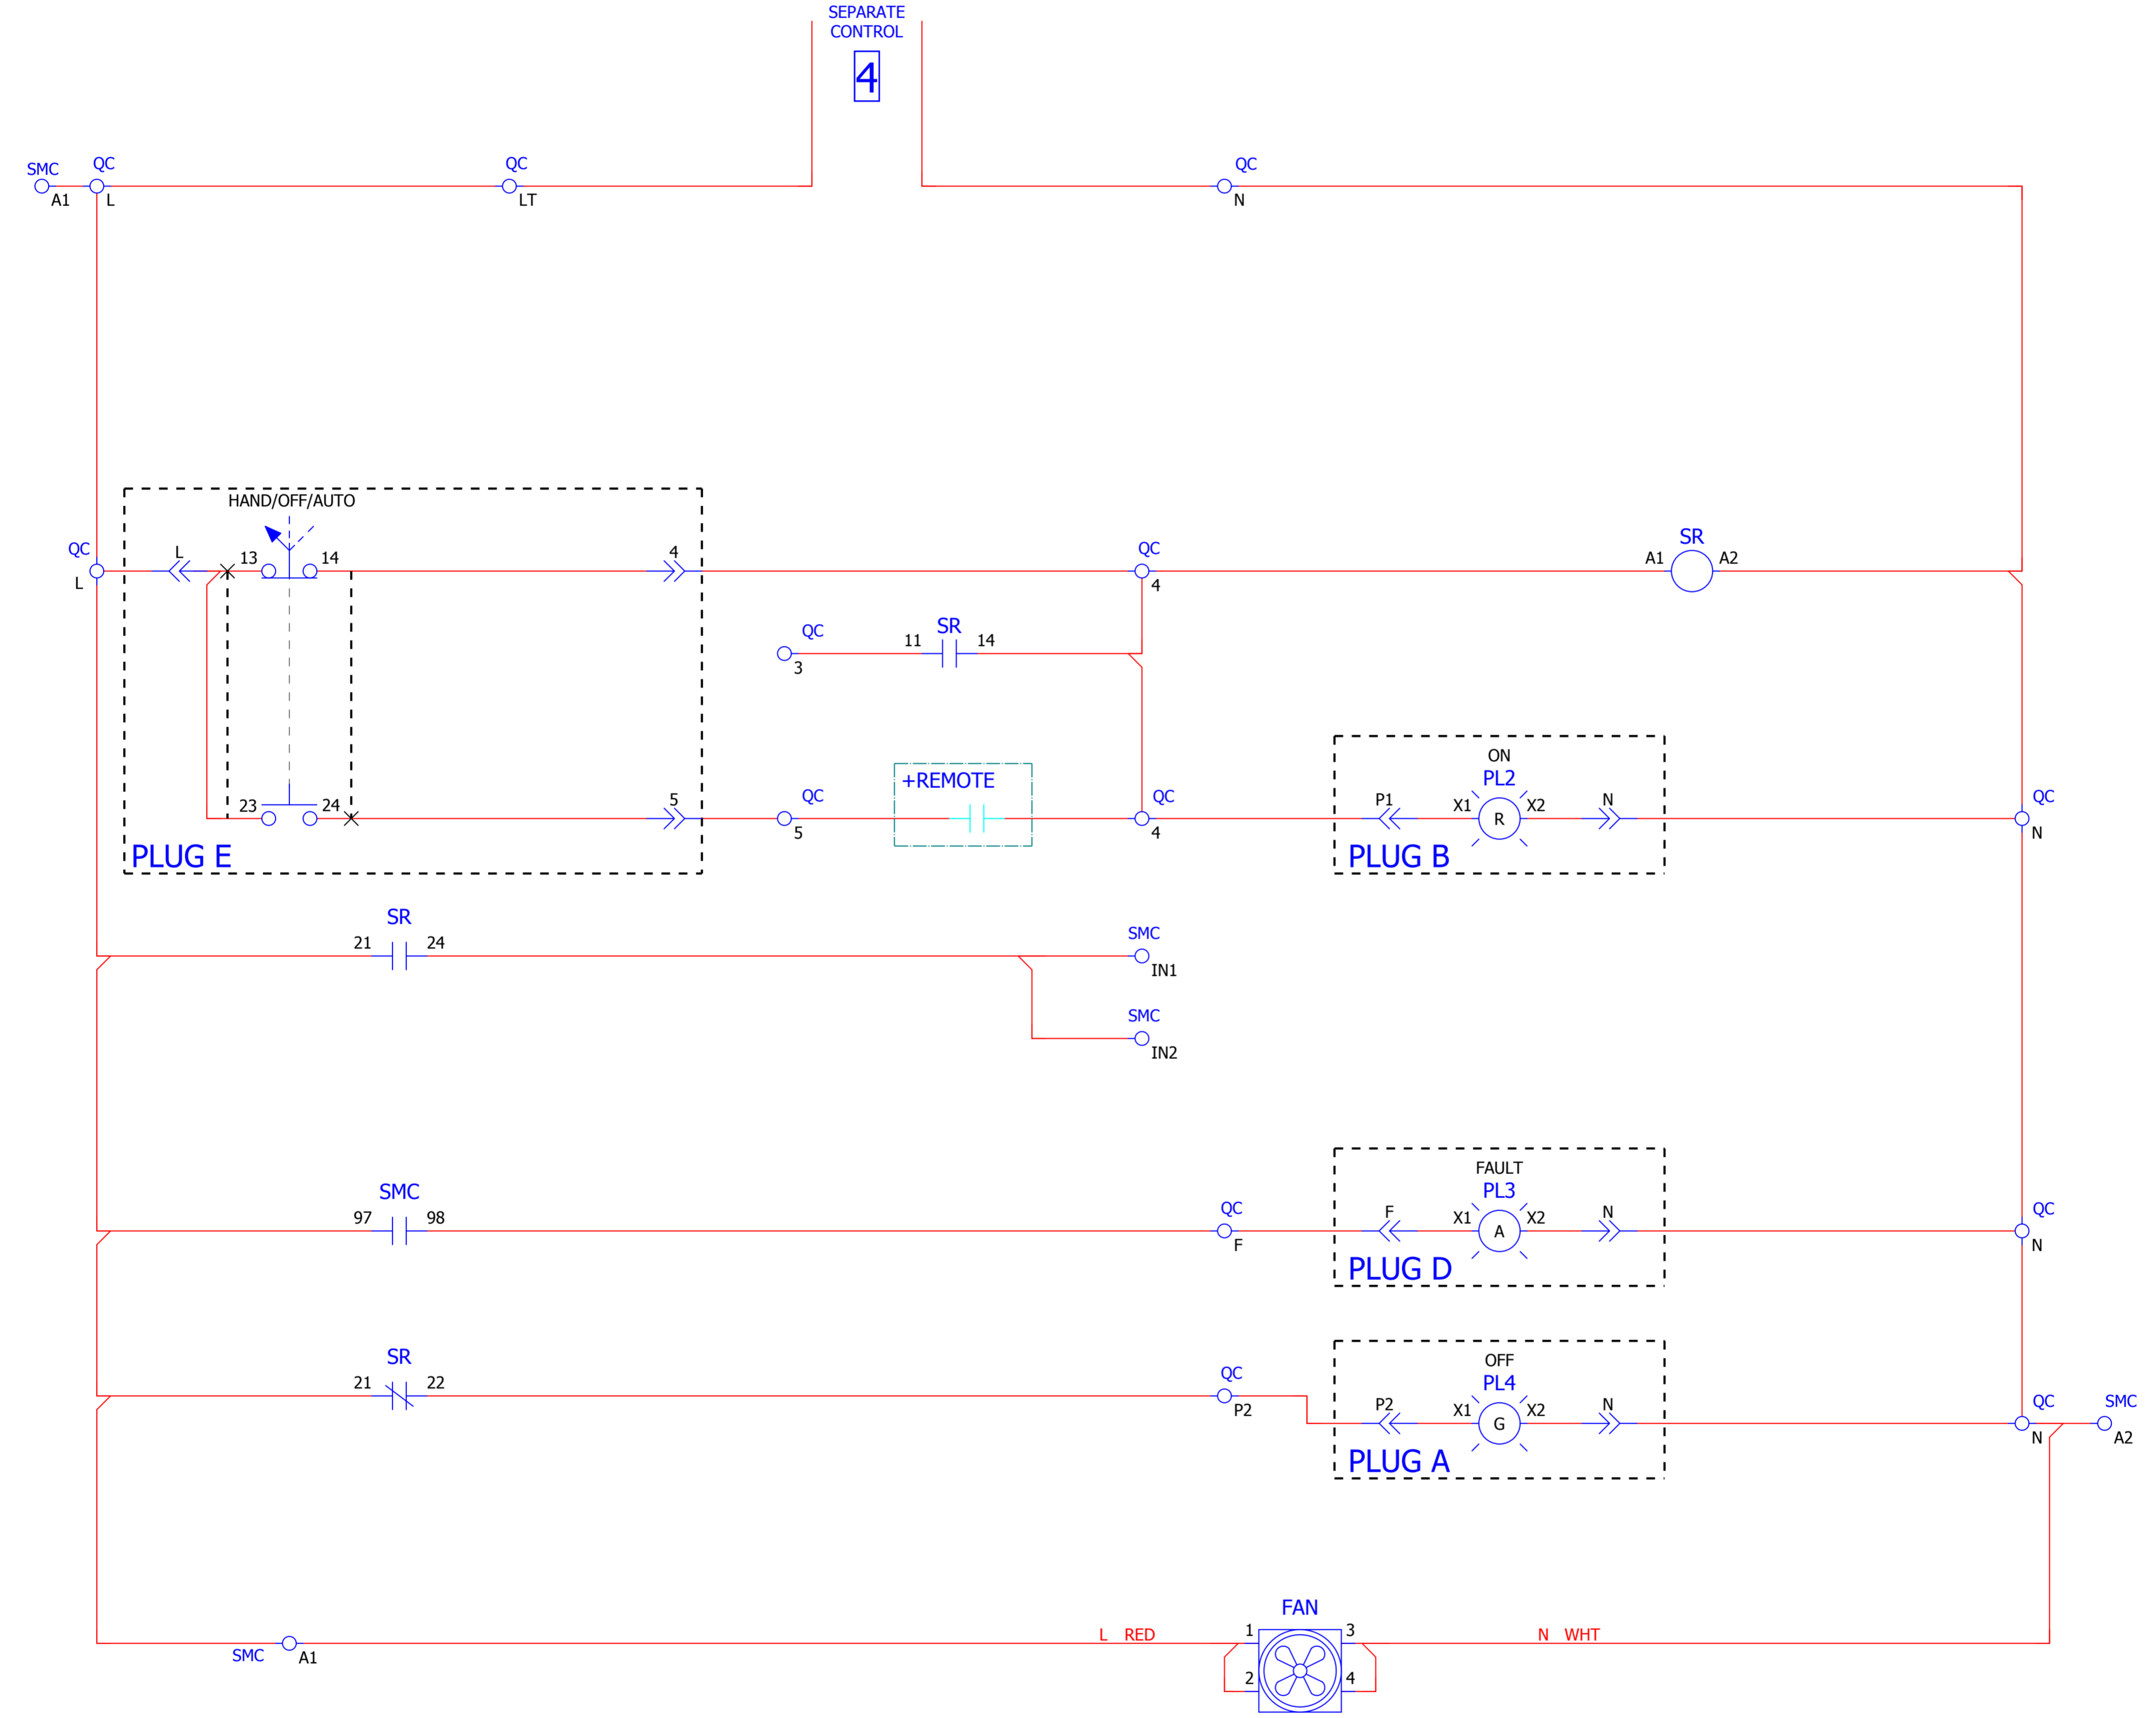 SEPARATE
CONTROL
4
SMC
A1
QC
L
QC
LT
QC
N
HAND/OFF/AUTO
QC
L
L
13
14
4
QC
4
SR
A1
A2
QC
3
SR
11
14
23
24
5
PLUG E
QC
5
+REMOTE
QC
4
ON
PL2
P1
X1
R
X2
N
PLUG B
QC
N
SR
21
24
SMC
IN1
SMC
IN2
SMC
97
98
QC
F
FAULT
PL3
F
X1
A
X2
N
PLUG D
QC
N
SR
21
22
QC
P2
OFF
PL4
P2
X1
G
X2
N
PLUG A
QC
N
SMC
A2
SMC
A1
L RED
FAN
1
2
3
4
N WHT